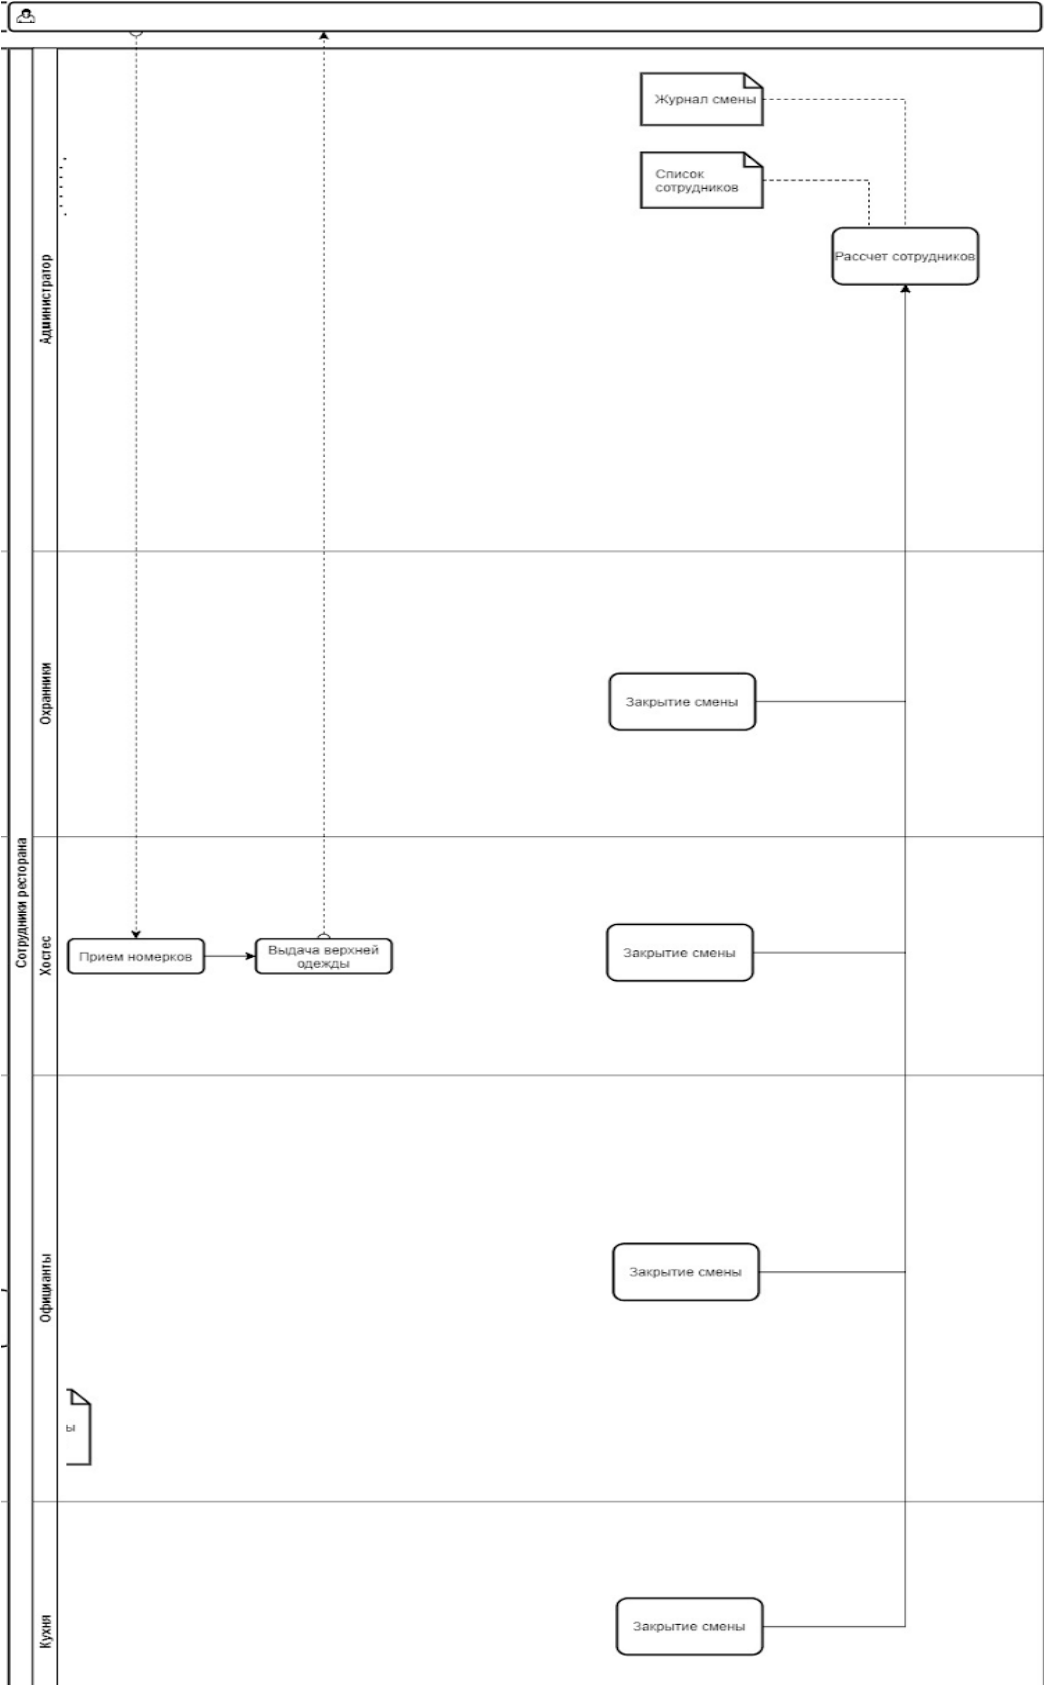 Журнал смены
Список
сотрудников
Рассчет сотрудников
Администратор
Охранники
Закрытие смены
Сотрудники ресторана
Хостес
Прием номерков
Выдача верхней
одежды
Закрытие смены
Официанты
Закрытие смены
ы
Кухня
Закрытие смены